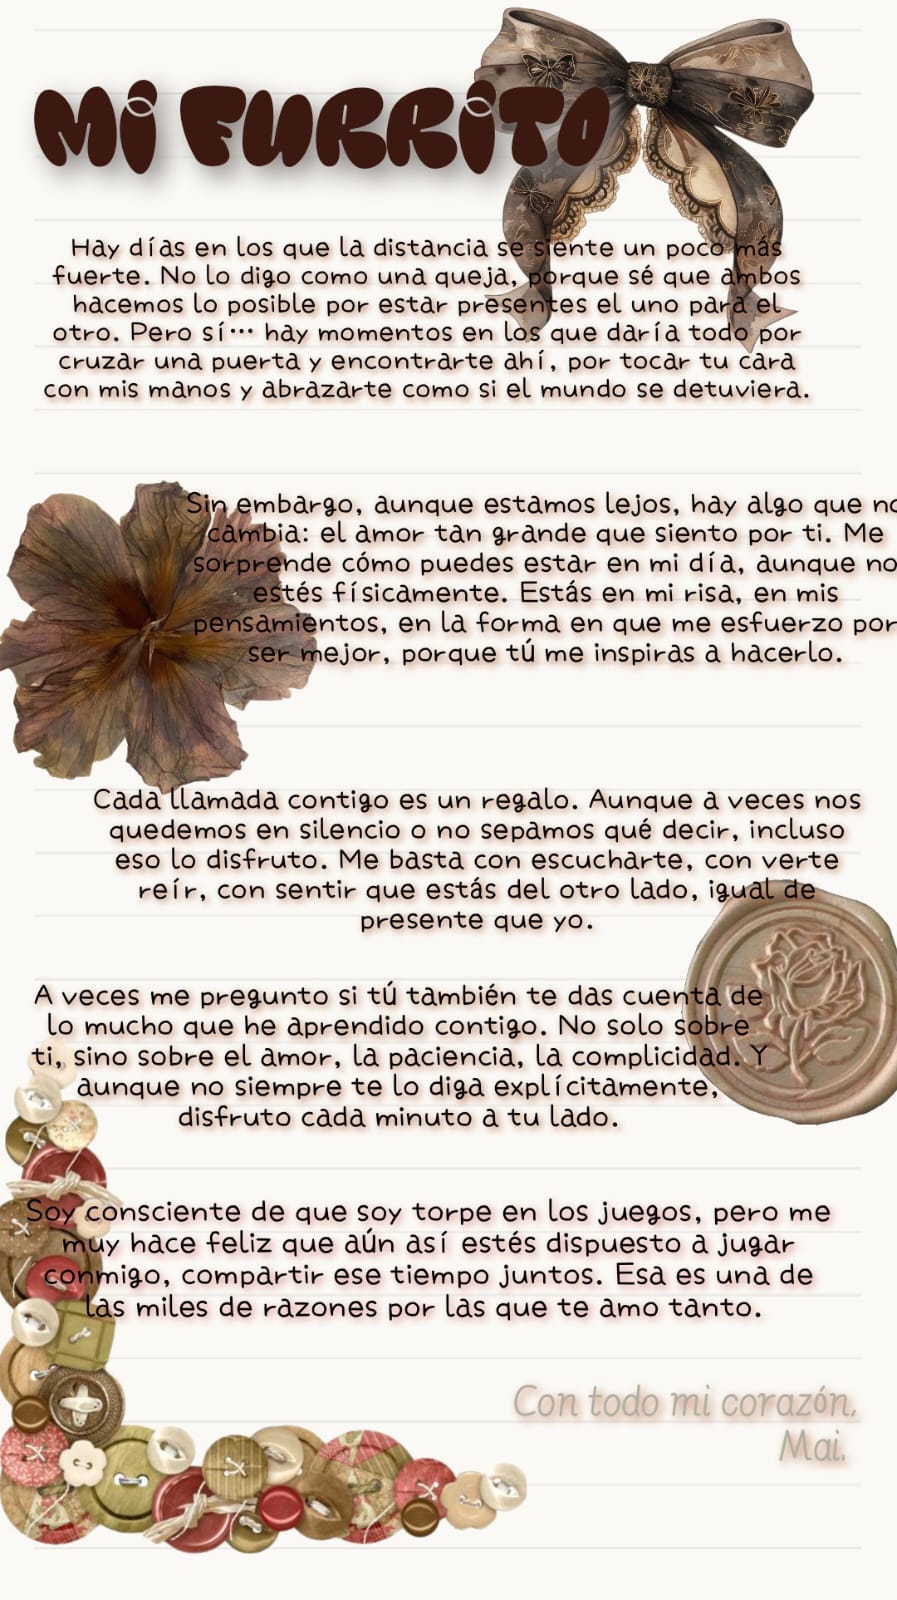 Mi FURRiTO
Hay días en los que la distancia se siente un poco más
fuerte. No lo digo como una queja, porque sé que ambos
hacemos lo posible por estar presentes el uno para el
otro. Pero sí... hay momentos en los que daría todo por
cruzar una puerta y encontrarte ahí, por tocar tu cara
con mis manos y abrazarte como si el mundo se detuviera.
Sin embargo, aunque estamos lejos, hay algo que no
cambia: el amor tan grande que siento por ti. Me
sorprende cómo puedes estar en mi día, aunque no
estés físicamente. Estás en mi risa, en mis
pensamientos, en la forma en que me esfuerzo por
ser mejor, porque tú me inspiras a hacerlo.
Cada llamada contigo es un regalo. Aunque a veces nos
quedemos en silencio o no sepamos qué decir, incluso
eso lo disfruto. Me basta con escucharte, con verte
reír, con sentir que estás del otro lado, igual de
presente que yo.
A veces me pregunto si tú también te das cuenta de
lo mucho que he aprendido contigo. No solo sobre
ti, sino sobre el amor, la paciencia, la complicidad. Y
aunque no siempre te lo diga explícitamente,
disfruto cada minuto a tu lado.
Soy consciente de que soy torpe en los juegos, pero me
muy hace feliz que aún así estés dispuesto a jugar
conmigo, compartir ese tiempo juntos. Esa es una de
las miles de razones por las que te amo tanto.
Con todo mi corazón,
Mai.